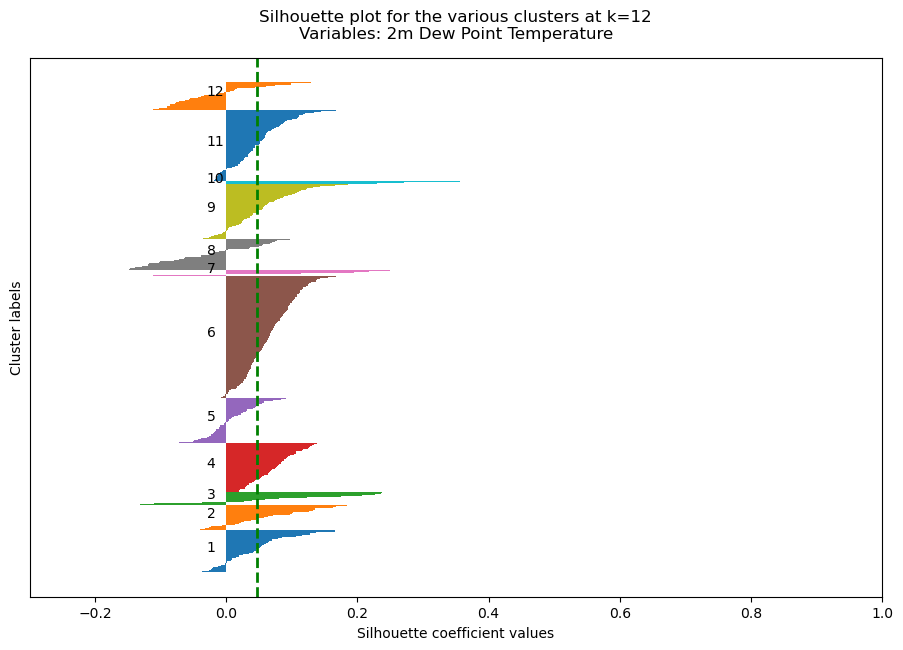 Silhouette plot for the various clusters at k=12
Variables: 2m Dew Point Temperature
Cluster labels
12
11
10
9
8
7
6
5
4
3
2
1
−0.2 0.0 0.2 0.4 0.6 0.8 1.0
Silhouette coefficient values